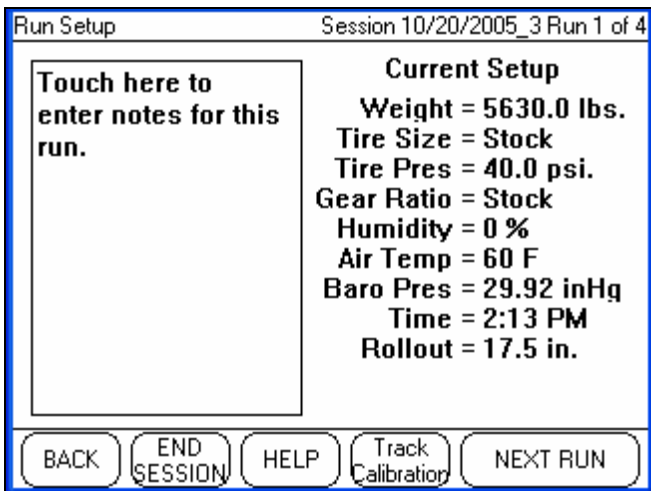 Run Setup
Session 10/20/2005_3 Run 1 of 4
Touch here to
enter notes for this
run.
Current Setup
Weight = 5630.0 lbs.
Tire Size = Stock
Tire Pres = 40.0 psi.
Gear Ratio = Stock
Humidity = 0 %
Air Temp = 60 F
Baro Pres = 29.92 inHg
Time = 2:13 PM
Rollout = 17.5 in.
BACK
END
SESSION
HELP
Track
Calibration
NEXT RUN